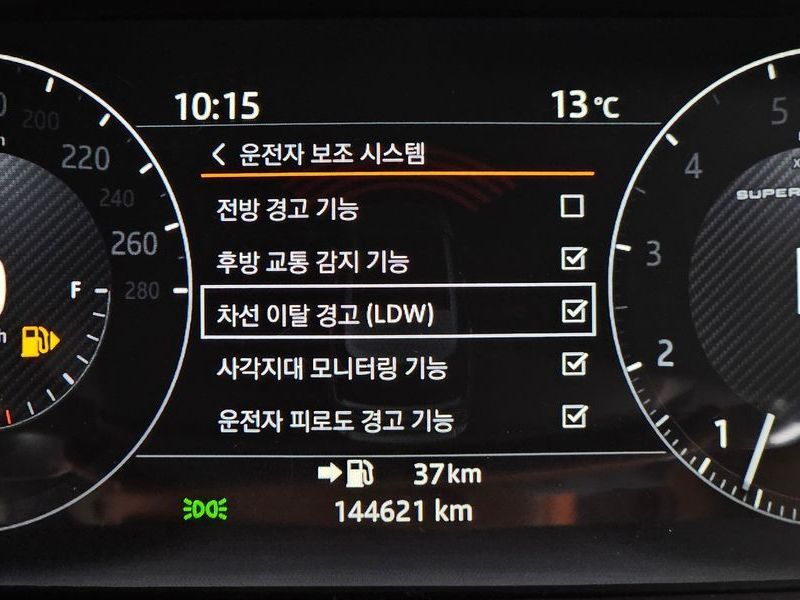 10:15 13℃
운전자 보조 시스템
전방 경고 기능
후방 교통 감지 기능
차선 이탈 경고 (LDW)
사각지대 모니터링 기능
운전자 피로도 경고 기능
37km
144621 km
200
220
240
260
280
F
5
4
3
2
1
SUPER